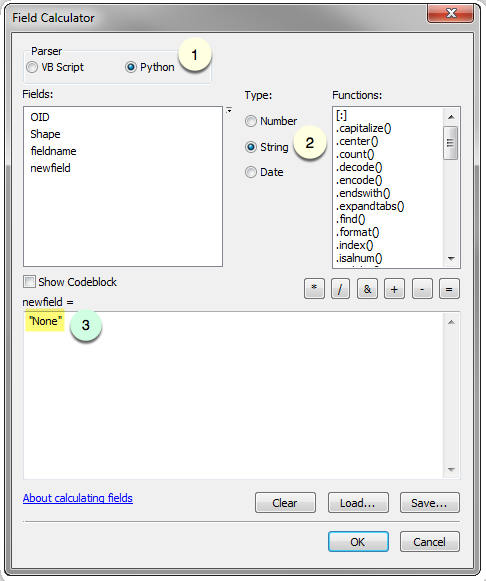 Field Calculator
Parser
VB Script
Python
1
Fields:
Type:
Functions:
OID
Shape
fieldname
newfield
Number
String
2
Date
[:]
.capitalize()
.center()
.count()
.decode()
.encode()
.endswith()
.expandtabs()
.find()
.format()
.index()
.isalnum()
Show Codeblock
* / & + - =
newfield =
"None"
3
About calculating fields
Clear
Load...
Save...
OK
Cancel